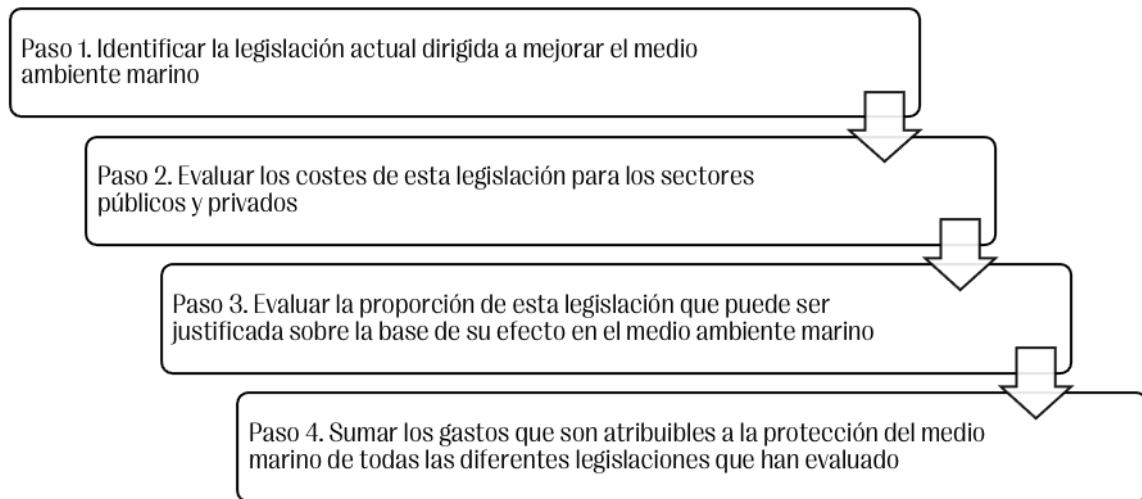 Paso 1. Identificar la legislación actual dirigida a mejorar el medio
ambiente marino
Paso 2. Evaluar los costes de esta legislación para los sectores
públicos y privados
Paso 3. Evaluar la proporción de esta legislación que puede ser
justificada sobre la base de su efecto en el medio ambiente marino
Paso 4. Sumar los gastos que son atribuibles a la protección del medio
marino de todas las diferentes legislaciones que han evaluado